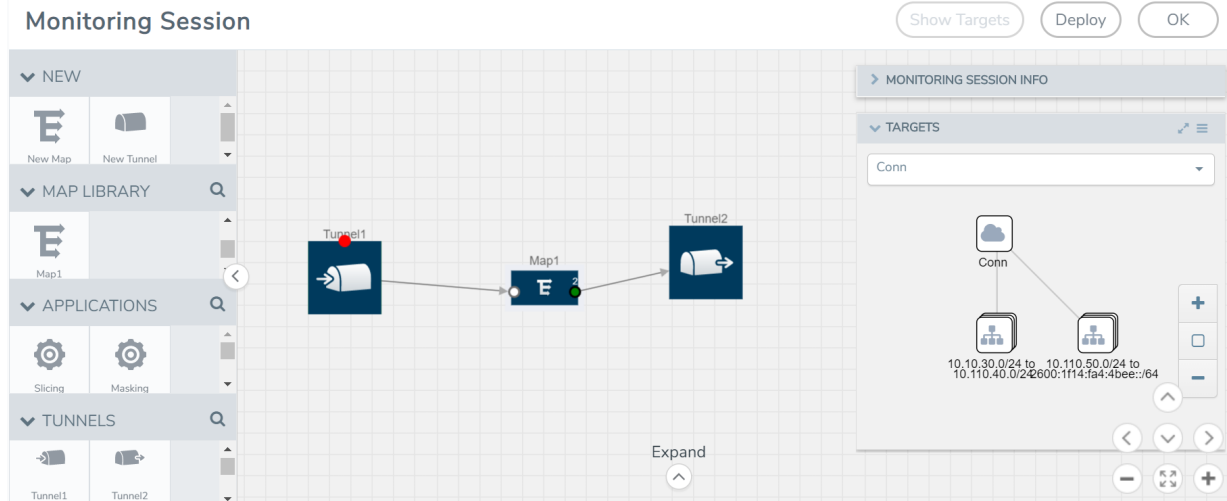 Monitoring Session
Show Targets
Deploy
OK
NEW
New Map
New Tunnel
MAP LIBRARY
Map1
APPLICATIONS
Slicing
Masking
TUNNELS
Tunnel1
Tunnel2
Tunnel1
Map1
2
Tunnel2
Expand
MONITORING SESSION INFO
TARGETS
Conn
Conn
10.10.30.0/24 to
10.110.40.0/24
10.110.50.0/24 to
2600:1f14:fa4:4bee::/64